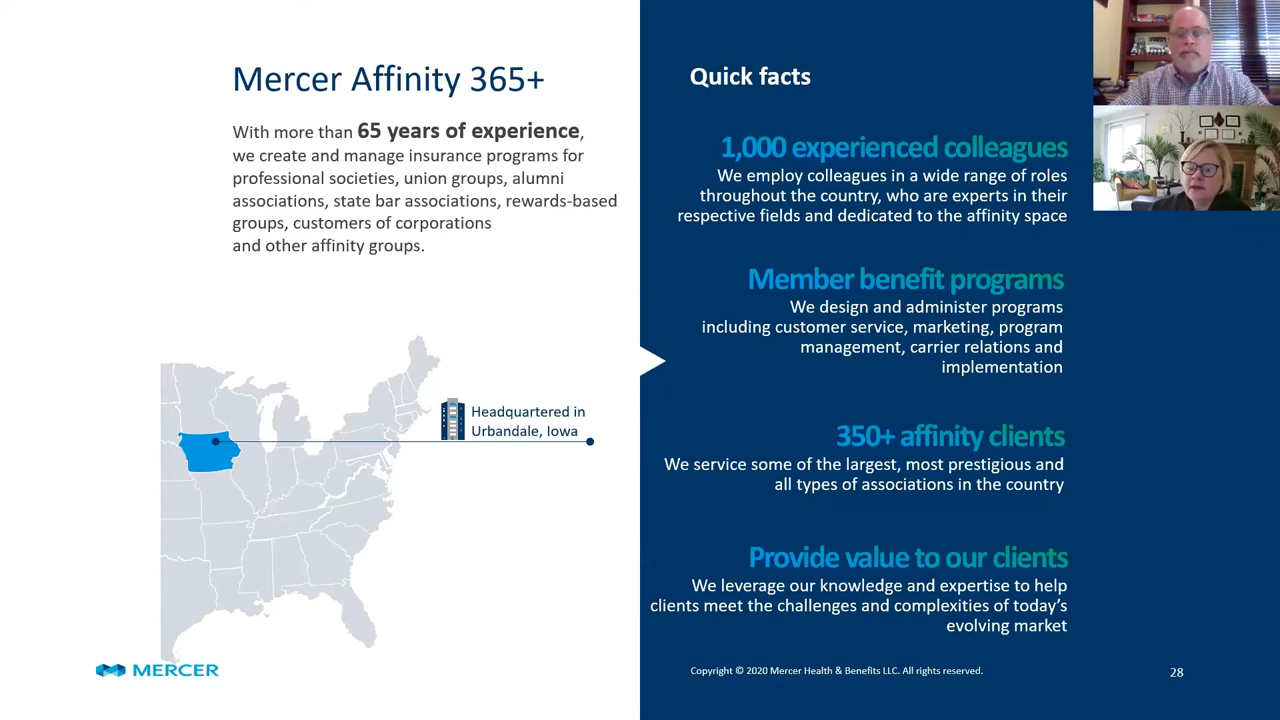 Mercer Affinity 365+
With more than 65 years of experience,
we create and manage insurance programs for
professional societies, union groups, alumni
associations, state bar associations, rewards-based
groups, customers of corporations
and other affinity groups.
Headquartered in
Urbandale, Iowa
MERCER
Quick facts
1,000 experienced colleagues
We employ colleagues in a wide range of roles
throughout the country, who are experts in their
respective fields and dedicated to the affinity space
Member benefit programs
We design and administer programs
including customer service, marketing, program
management, carrier relations and
implementation
350+ affinity clients
We service some of the largest, most prestigious and
all types of associations in the country
Provide value to our clients
We leverage our knowledge and expertise to help
clients meet the challenges and complexities of today’s
evolving market
Copyright © 2020 Mercer Health & Benefits LLC. All rights reserved.
28